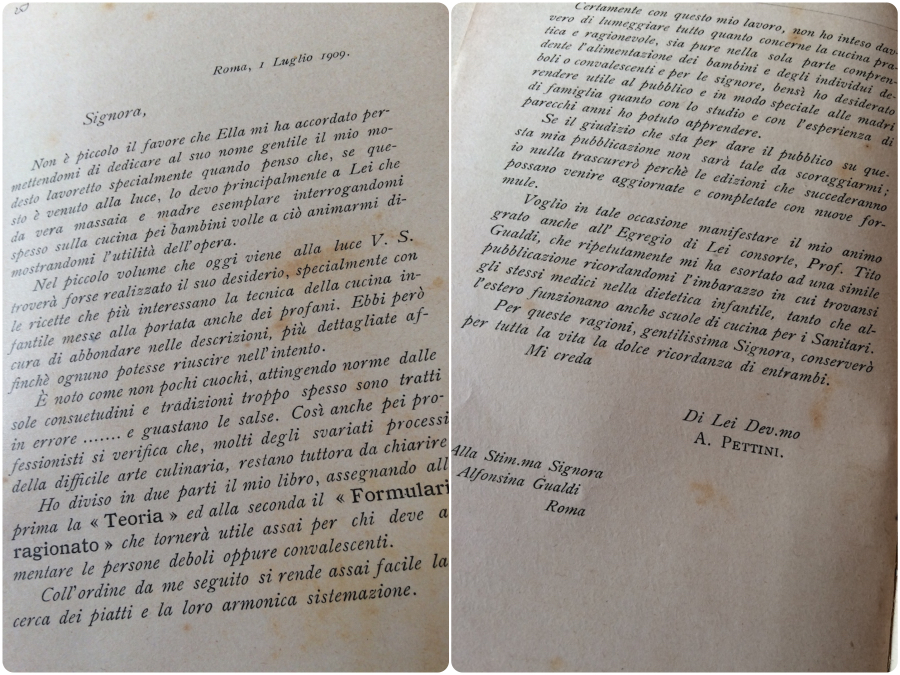 Roma, 1 Luglio 1909.
Signora,
Non è piccolo il favore che Ella mi ha accordato per-
mettendomi di dedicare al suo nome gentile il mio mo-
desto lavoretto specialmente quando penso che, se que-
sto è venuto alla luce, lo devo principalmente a Lei che
da vera massaia e madre esemplare interrogandomi
spesso sulla cucina pei bambini volle a ciò animarmi di-
mostrandomi l'utilità dell'opera.
Nel piccolo volume che oggi viene alla luce V. S.
troverà forse realizzato il suo desiderio, specialmente con
le ricette che più interessano la tecnica della cucina in-
fantile messe alla portata anche dei profani. Ebbi però
cura di abbondare nelle descrizioni, più dettagliate af-
finchè ognuno potesse riuscire nell'intento.
È noto come non pochi cuochi, attingendo norme dalle
sole consuetudini e tradizioni troppo spesso sono tratti
in errore ....... e guastano le salse. Così anche pei pro-
fessionisti si verifica che, molti degli svariati processi
della difficile arte culinaria, restano tuttora da chiarire
Ho diviso in due parti il mio libro, assegnando all
prima la « Teoria » ed alla seconda il « Formulari
ragionato » che tornerà utile assai per chi deve a
mentare le persone deboli oppure convalescenti.
Coll'ordine da me seguito si rende assai facile la
cerca dei piatti e la loro armonica sistemazione.
Certamente con questo mio lavoro, non ho inteso dav-
vero di lumeggiare tutto quanto concerne la cucina pra-
tica e ragionevole, sia pure nella sola parte compren-
dente l'alimentazione dei bambini e degli individui de-
boli o convalescenti e per le signore, bensì ho desiderato
rendere utile al pubblico e in modo speciale alle madri
di famiglia quanto con lo studio e con l'esperienza di
parecchi anni ho potuto apprendere.
Se il giudizio che sta per dare il pubblico su que-
sta mia pubblicazione non sarà tale da scoraggiarmi;
io nulla trascurerò perchè le edizioni che succederanno
possano venire aggiornate e completate con nuove for-
mule.
Voglio in tale occasione manifestare il mio animo
grato anche all'Egregio di Lei consorte, Prof. Tito
Gualdi, che ripetutamente mi ha esortato ad una simile
pubblicazione ricordandomi l'imbarazzo in cui trovansi
gli stessi medici nella dietetica infantile, tanto che al-
l'estero funzionano anche scuole di cucina per i Sanitari.
Per queste ragioni, gentilissima Signora, conserverò
per tutta la vita la dolce ricordanza di entrambi.
Mi creda
Di Lei Dev.mo
A. PETTINI.
Alla Stim.ma Signora
Alfonsina Gualdi
Roma